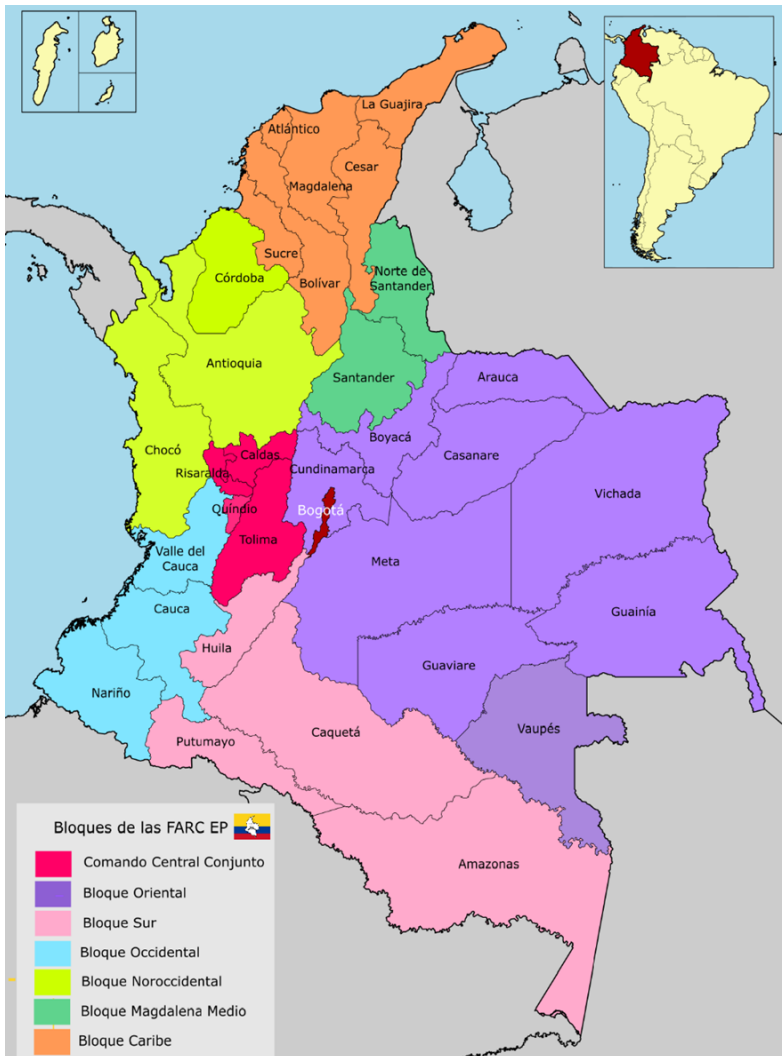 La Guajira
Atlántico
Cesar
Magdalena
Sucre
Bolívar
Córdoba
Norte de
Santander
Antioquia
Santander
Arauca
Boyacá
Chocó
Caldas
Casanare
Risaralda
Cundinamarca
Vichada
Quíndio
Bogotá
Tolima
Valle del
Cauca
Meta
Cauca
Guainía
Huila
Guaviare
Nariño
Vaupés
Caquetá
Putumayo
Amazonas
Bloques de las FARC EP
Comando Central Conjunto
Bloque Oriental
Bloque Sur
Bloque Occidental
Bloque Noroccidental
Bloque Magdalena Medio
Bloque Caribe